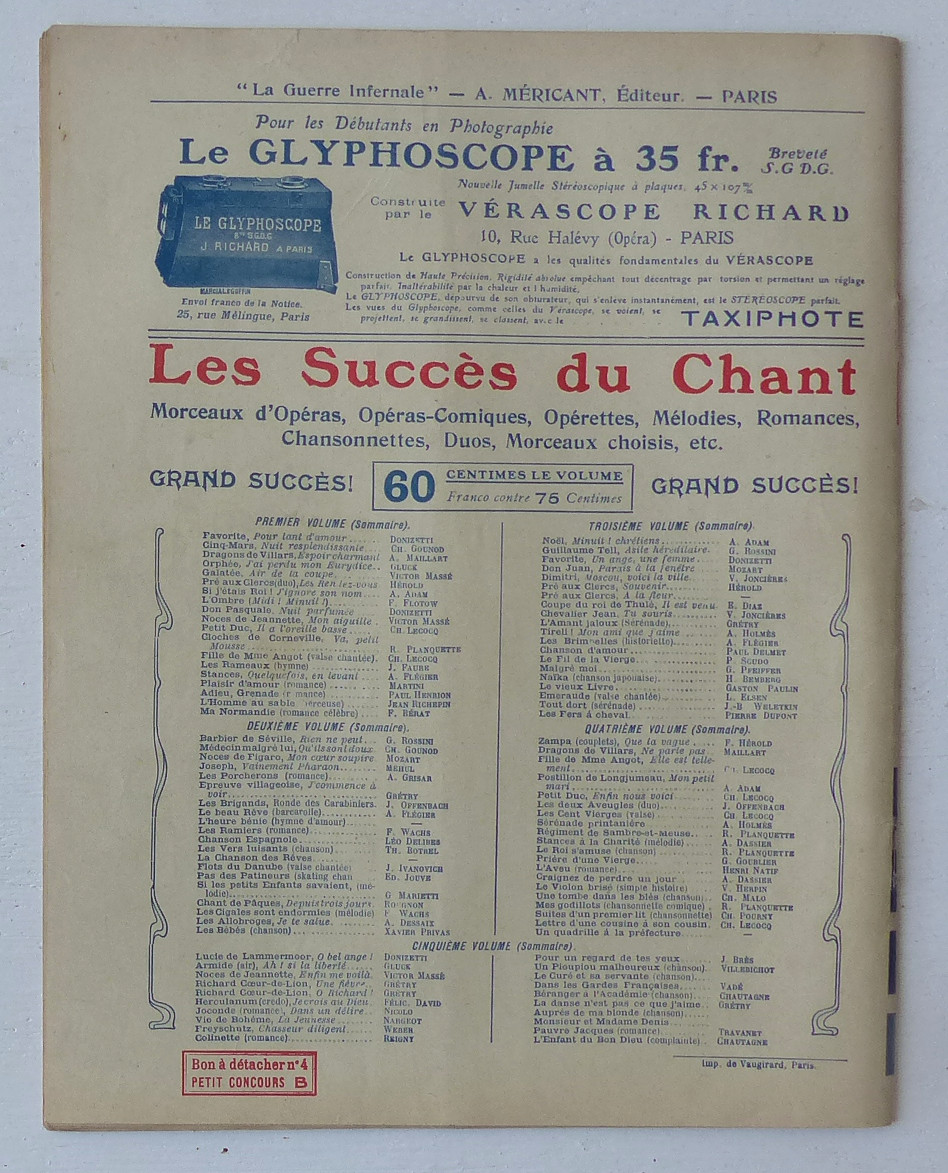 "La Guerre Infernale" — A. MÉRICANT, Éditeur. — PARIS
Pour les Débutants en Photographie
Le GLYPHOSCOPE à 35 fr. Breveté S.G D.G.
Nouvelle Jumelle Stéréoscopique à plaques, 45 × 107 m/m
Construite par le VÉRASCOPE RICHARD
10, Rue Halévy (Opéra) - PARIS
Le GLYPHOSCOPE a les qualités fondamentales du VÉRASCOPE
LE GLYPHOSCOPE
Bté S.G.D.G
J. RICHARD A PARIS
Envoi franco de la Notice.
25, rue Mélingue, Paris
Construction de Haute Précision. Rigidité absolue empêchant tout décentrage par torsion et permettant un réglage
parfait. Inaltérabilité par la chaleur et l'humidité.
Le GLYPHOSCOPE, dépourvu de son obturateur, qui s'enlève instantanément, est le STÉRÉOSCOPE parfait.
Les vues du Glyphoscope, comme celles du Vérascope, se voient, se
projettent, se grandissent, se classent, avec le TAXIPHOTE
Les Succès du Chant
Morceaux d'Opéras, Opéras-Comiques, Opérettes, Mélodies, Romances,
Chansonnettes, Duos, Morceaux choisis, etc.
GRAND SUCCÈS!
60 CENTIMES LE VOLUME
Franco contre 75 Centimes
GRAND SUCCÈS!
PREMIER VOLUME (Sommaire).
Favorite, Pour tant d'amour...... DONIZETTI
Cinq-Mars, Nuit resplendissante... CH. GOUNOD
Dragons de Villars, Espoir charmant A. MAILLART
Orphée, J'ai perdu mon Eurydice.. GLUCK
Galatée, Air de la coupe....... VICTOR MASSÉ
Pré aux Clercs (duo), Les Rendez-vous HÉROLD
Si j'étais Roi! J'ignore son nom.... A. ADAM
L'Ombre (Midi! Minuit!)........ F. FLOTOW
Don Pasquale, Nuit parfumée.... DONIZETTI
Noces de Jeannette, Mon aiguille. VICTOR MASSÉ
Petit Duc, Il a l'oreille basse...... CH. LECOCQ
Cloches de Corneville, Va, petit
Mousse................ R. PLANQUETTE
Fille de Mme Angot (valse chantée). CH. LECOCQ
Les Rameaux (hymne)......... J. FAURE
Stances, Quelquefois, en levant.... A. FLÉGIER
Plaisir d'amour (romance)....... MARTINI
Adieu, Grenade (romance)....... PAUL HENRION
L'Homme au sable (berceuse)..... JEAN RICHEPIN
Ma Normandie (romance célèbre)... F. BÉRAT
DEUXIÈME VOLUME (Sommaire).
Barbier de Séville, Rien ne peut... G. ROSSINI
Médecin malgré lui, Qu'ils sont doux. CH. GOUNOD
Noces de Figaro, Mon cœur soupire MOZART
Joseph, Vainement Pharaon....... MÉHUL
Les Porcherons (romance)........ A. GRISAR
Epreuve villageoise, J'commence à
voir................. GRÉTRY
Les Brigands, Ronde des Carabiniers. J. OFFENBACH
Le beau Rêve (barcarolle)........ A. FLÉGIER
L'heure bénie (hymne d'amour)..... —
Les Ramiers (romance)......... F. WACHS
Chanson Espagnole........... LÉO DELIBES
Les Vers luisants (chanson)...... TH. BOTREL
La Chanson des Rêves......... —
Flots du Danube (valse chantée) J. IVANOVICH
Pas des Patineurs (skating chan ED. JOUVE
Si les petits Enfants savaient, (mé-
lodie)................ G MARIETTI
Chant de Pâques, Depuis trois jours.
Les Cigales sont endormies (mélodie) F WACHS
Les Allobroges, Je te salue....... A. DESSAIX
Les Bébés (chanson).......... XAVIER PRIVAS
TROISIÈME VOLUME (Sommaire)
Noël, Minuit! chrétiens......... A. ADAM
Guillaume Tell, Asile héréditaire. G. ROSSINI
Favorite, Un ange, une femme.... DONIZETTI
Don Juan, Parais à ta fenêtre..... MOZART
Dimitri, Moscou, voici la ville..... V. JONCIÈRES
Pré aux Clercs, Souvenir........ HÉROLD
Pré aux Clercs, A la fleur....... —
Coupe du roi de Thulé, Il est venu. E. DIAZ
Chevalier Jean, Tu souris....... V. JONCIÈRES
L'Amant jaloux (Sérénade)....... GRÉTRY
Tireli! Mon ami que j'aime...... A. HOLMÈS
Les Brimbelles (historiette)...... A. FLÉGIER
Chanson d'amour............ PAUL DELMET
Le Fil de la Vierge........... P. SCUDO
Malgré moi............... G. PFEIFFER
Naïka (chanson japonaise)....... H BEMBERG
Le vieux Livre............. GASTON PAULIN
Emeraude (valse chantée)....... L. ELSEN
Tout dort (sérénade).......... J.-B WELETKIN
Les Fers à cheval........... PIERRE DUPONT
QUATRIÈME VOLUME (Sommaire).
Zampa (couplets), Que la vague.... F. HÉROLD
Dragons de Villars, Ne parle pas.. MAILLART
Fille de Mme Angot, Elle est telle-
ment................. CH. LECOCQ
Postillon de Longjumeau, Mon petit
mari................. A. ADAM
Petit Duc, Enfin nous voici...... CH. LECOCQ
Les deux Aveugles (duo)....... J. OFFENBACH
Les Cent Vierges (valse)....... CH. LECOCQ
Sérénade printanière......... A. HOLMÈS
Régiment de Sambre-et-Meuse.... R. PLANQUETTE
Stances à la Charité (mélodie)... A. DASSIER
Le Roi s'amuse (chanson)....... R. PLANQUETTE
Prière d'une Vierge.......... G. GOUBLIER
L'Aveu (romance)........... HENRI NATIF
Craignez de perdre un jour..... A. DASSIER
Le Violon brisé (simple histoire) V. HERPIN
Une tombe dans les blés (chanson).. CH. MALO
Mes godillots (chansonnette comique). R. PLANQUETTE
Suites d'un premier lit (chansonnette) CH. POURNY
Lettre d'une cousine à son cousin. CH. LECOCQ
Un quadrille à la préfecture..... —
CINQUIÈME VOLUME (Sommaire).
Lucie de Lammermoor, O bel ange! DONIZETTI
Armide (air), Ah! si la liberté..... GLUCK
Noces de Jeannette, Enfin me voilà. VICTOR MASSÉ
Richard Cœur-de-Lion, Une fièvre.. GRÉTRY
Richard Cœur-de-Lion, O Richard! GRÉTRY
Herculanum (credo), Je crois au Dieu. FÉLIC. DAVID
Joconde (romance), Dans un délire.. NICOLO
Vie de Bohême, La Jeunesse...... NARGEOT
Freyschutz, Chasseur diligent..... WEBER
Colinette (romance).......... REIGNY
Pour un regard de tes yeux...... J. BRÈS
Un Pioupiou malheureux (chanson). VILLEBICHOT
Le Curé et sa servante (chanson)... —
Dans les Gardes Françaises...... VADÉ
Béranger à l'Académie (chanson)... CHAUTAGNE
La danse n'est pas ce que j'aime.. GRÉTRY
Auprès de ma blonde (chanson)....
Monsieur et Madame Denis......
Pauvre Jacques (romance)....... TRAVANET
L'Enfant du Bon Dieu (complainte).. CHAUTAGNE
Bon à détacher n° 4
PETIT CONCOURS B
Imp. de Vaugirard, Paris.